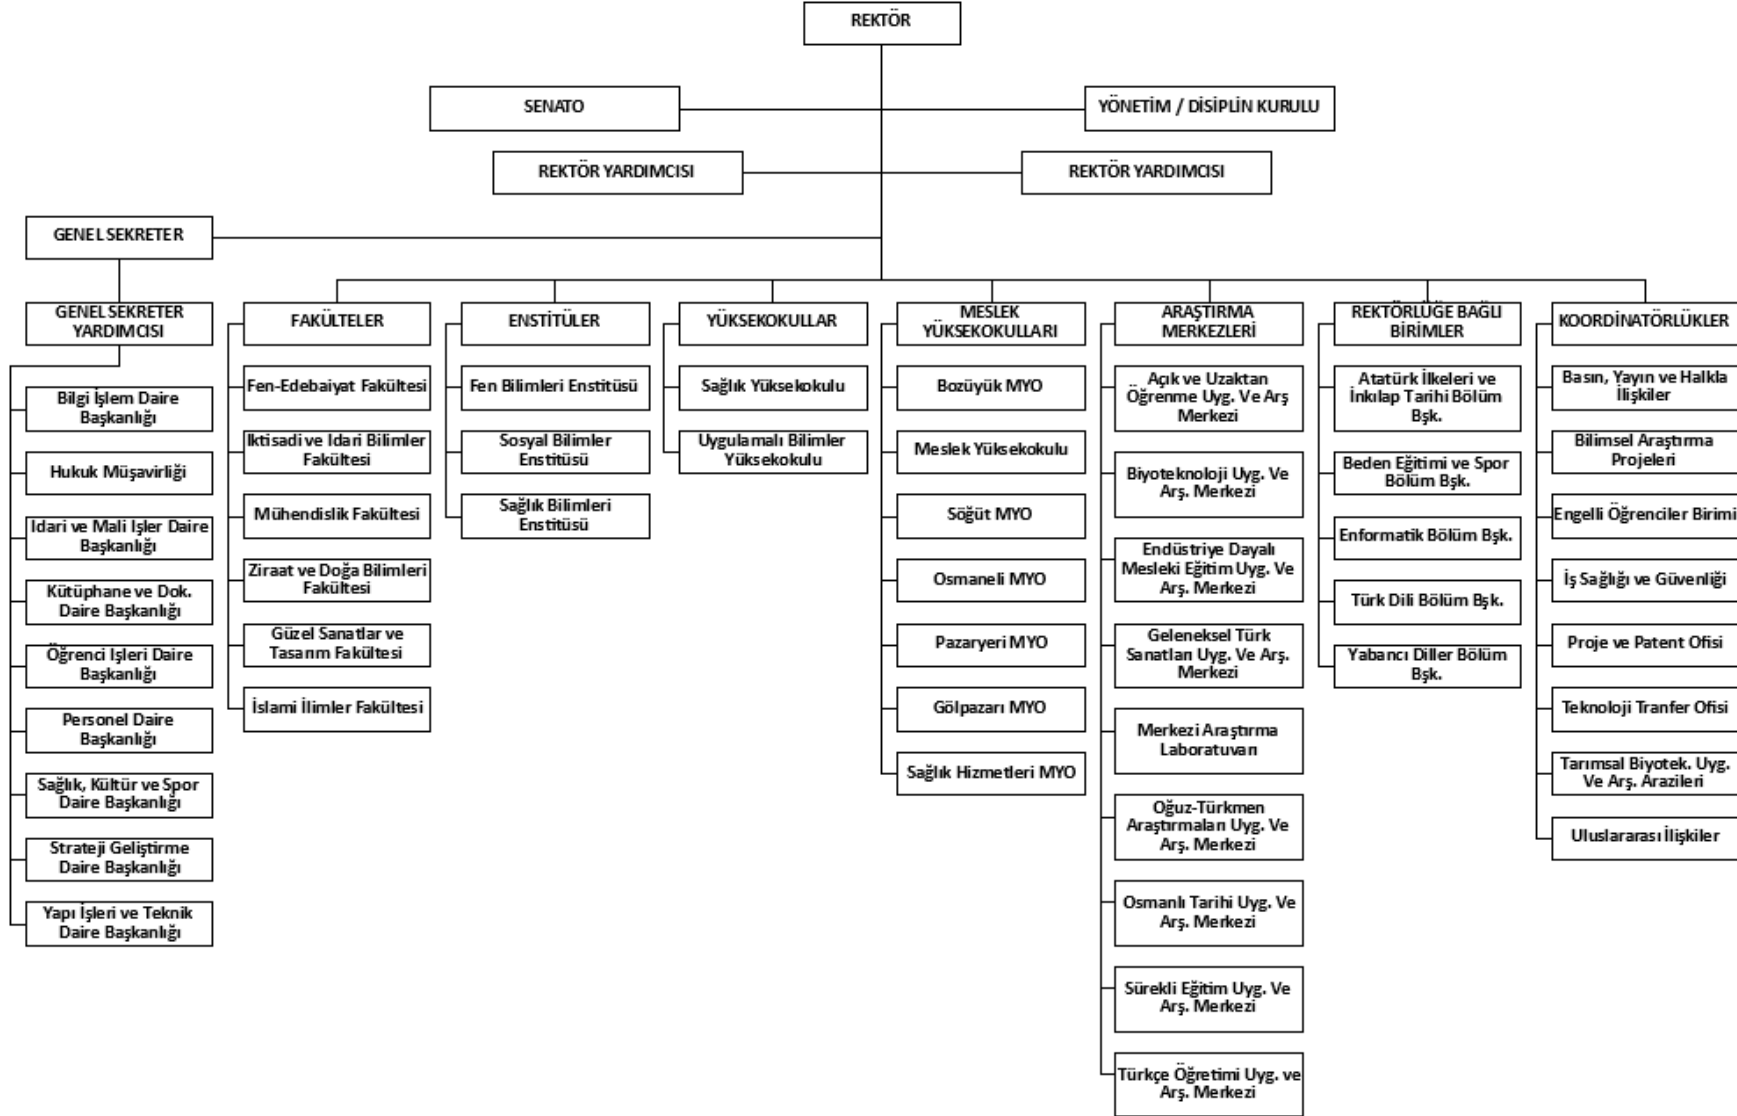 REKTÖR
SENATO
YÖNETİM / DİSİPLİN KURULU
REKTÖR YARDIMCISI
REKTÖR YARDIMCISI
GENEL SEKRETER
GENEL SEKRETER
YARDIMCISI
Bilgi İşlem Daire
Başkanlığı
Hukuk Müşavirliği
Idari ve Mali Işler Daire
Başkanlığı
Kütüphane ve Dok.
Daire Başkanlığı
Öğrenci Işleri Daire
Başkanlığı
Personel Daire
Başkanlığı
Sağlık, Kültür ve Spor
Daire Başkanlığı
Strateji Geliştirme
Daire Başkanlığı
Yapı İşleri ve Teknik
Daire Başkanlığı
FAKÜLTELER
Fen-Edebaiyat Fakültesi
Iktisadi ve Idari Bilimler
Fakültesi
Mühendislik Fakültesi
Ziraat ve Doğa Bilimleri
Fakültesi
Güzel Sanatlar ve
Tasarım Fakültesi
İslami İlimler Fakültesi
ENSTİTÜLER
Fen Bilimleri Enstitüsü
Sosyal Bilimler
Enstitüsü
Sağlık Bilimleri
Enstitüsü
YÜKSEKOKULLAR
Sağlık Yüksekokulu
Uygulamalı Bilimler
Yüksekokulu
MESLEK
YÜKSEKOKULLARI
Bozüyük MYO
Meslek Yüksekokulu
Söğüt MYO
Osmaneli MYO
Pazaryeri MYO
Gölpazarı MYO
Sağlık Hizmetleri MYO
ARAŞTIRMA
MERKEZLERİ
Açık ve Uzaktan
Öğrenme Uyg. Ve Arş
Merkezi
Biyoteknoloji Uyg. Ve
Arş. Merkezi
Endüstriye Dayalı
Mesleki Eğitim Uyg. Ve
Arş. Merkezi
Geleneksel Türk
Sanatları Uyg. Ve Arş.
Merkezi
Merkezi Araştırma
Laboratuvarı
Oğuz-Türkmen
Araştırmaları Uyg. Ve
Arş. Merkezi
Osmanlı Tarihi Uyg. Ve
Arş. Merkezi
Sürekli Eğitim Uyg. Ve
Arş. Merkezi
Türkçe Öğretimi Uyg. ve
Arş. Merkezi
REKTÖRLÜĞE BAĞLI
BİRİMLER
Atatürk İlkeleri ve
İnkılap Tarihi Bölüm
Bşk.
Beden Eğitimi ve Spor
Bölüm Bşk.
Enformatik Bölüm Bşk.
Türk Dili Bölüm Bşk.
Yabancı Diller Bölüm
Bşk.
KOORDİNATÖRLÜKLER
Basın, Yayın ve Halkla
İlişkiler
Bilimsel Araştırma
Projeleri
Engelli Öğrenciler Birimi
İş Sağlığı ve Güvenliği
Proje ve Patent Ofisi
Teknoloji Tranfer Ofisi
Tarımsal Biyotek. Uyg.
Ve Arş. Arazileri
Uluslararası İlişkiler